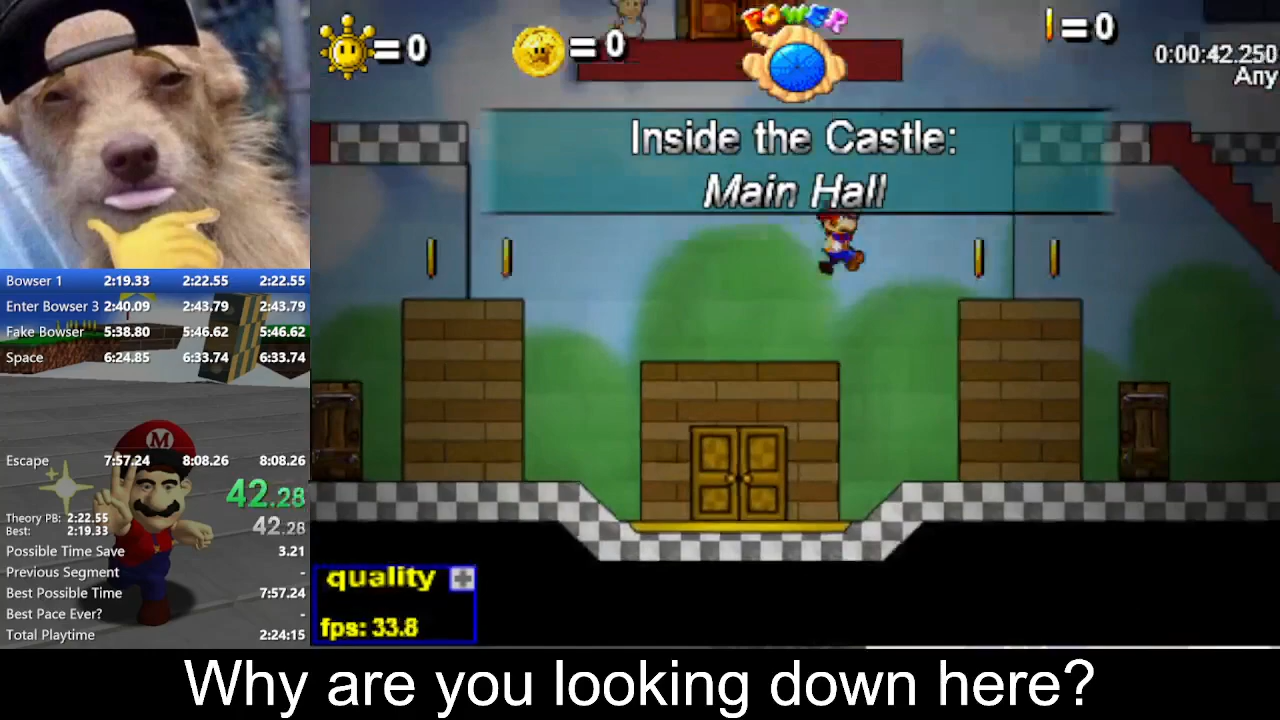 = 0
= 0
POWER
= 0
0:00:42.250
Any
Inside the Castle:
Main Hall
Bowser 1 2:19.33 2:22.55 2:22.55
Enter Bowser 3 2:40.09 2:43.79 2:43.79
Fake Bowser 5:38.80 5:46.62 5:46.62
Space 6:24.85 6:33.74 6:33.74
M
Escape 7:57.24 8:08.26 8:08.26
42.28
Theory PB: 2:22.55
Best: 2:19.33
42.28
Possible Time Save 3.21
Previous Segment -
Best Possible Time 7:57.24
Best Pace Ever? -
Total Playtime 2:24:15
quality +
fps: 33.8
Why are you looking down here?